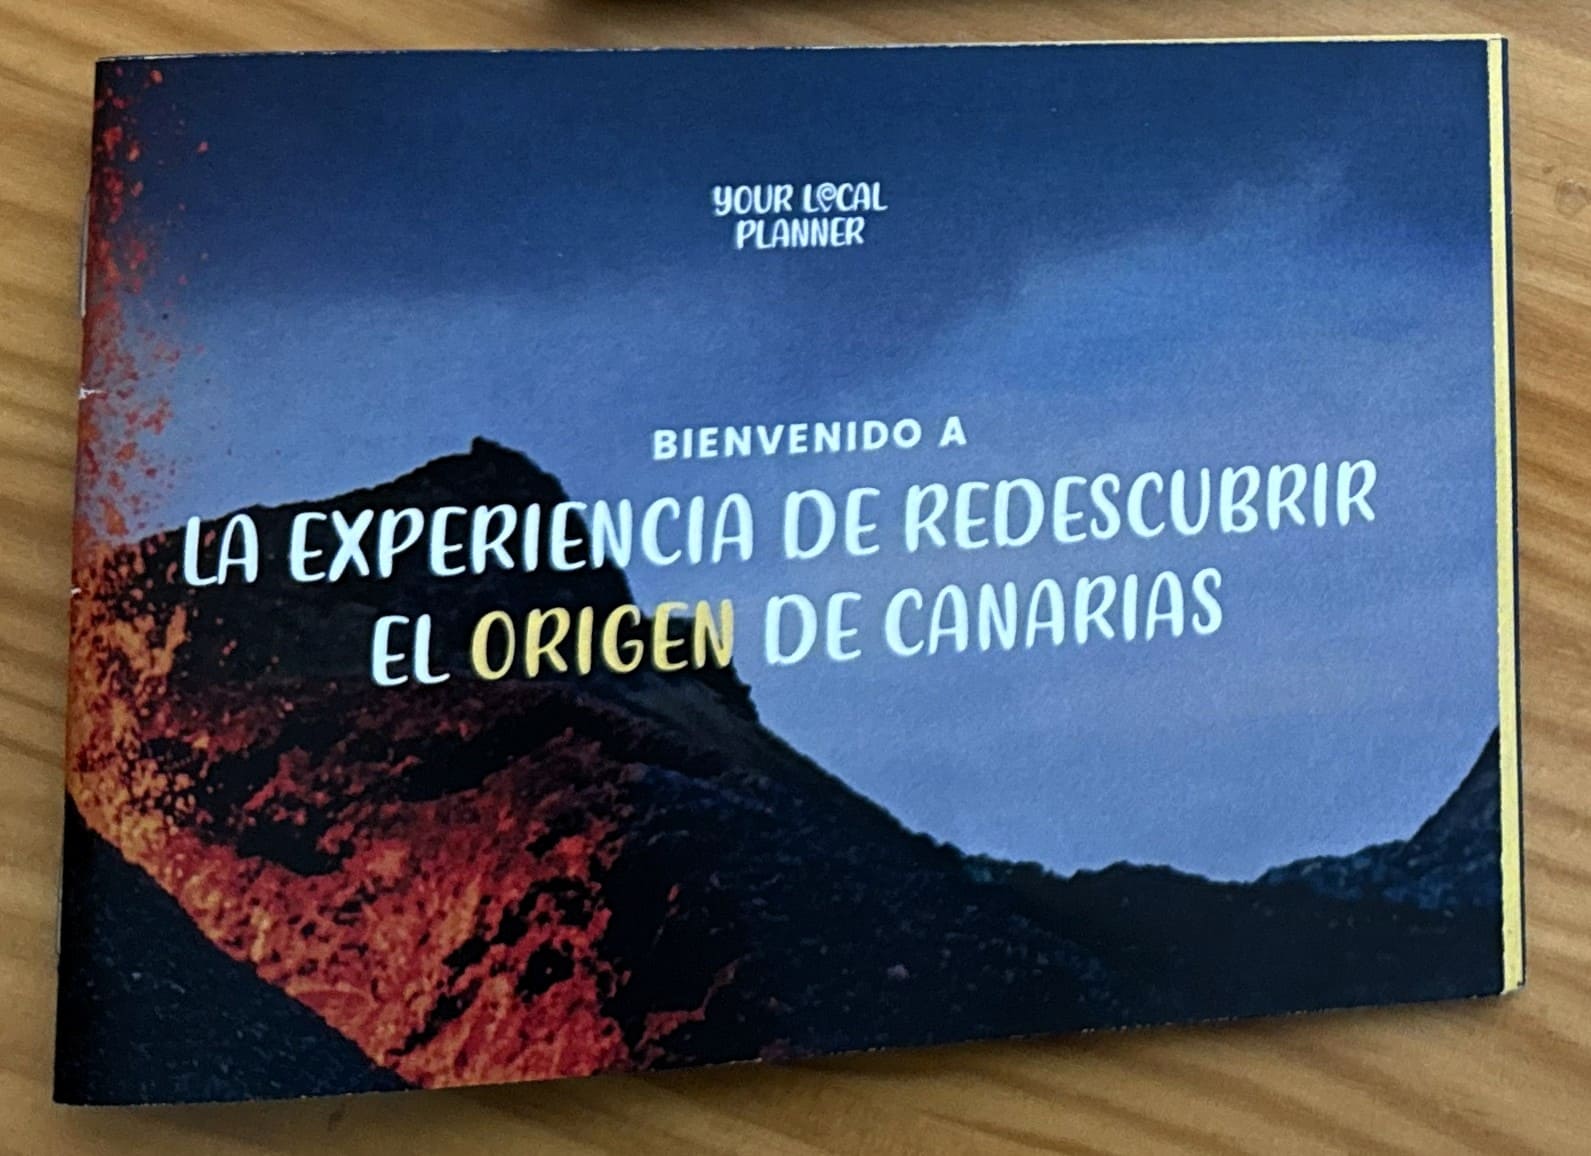 YOUR LOCAL
PLANNER
BIENVENIDO A
LA EXPERIENCIA DE REDESCUBRIR
EL ORIGEN DE CANARIAS